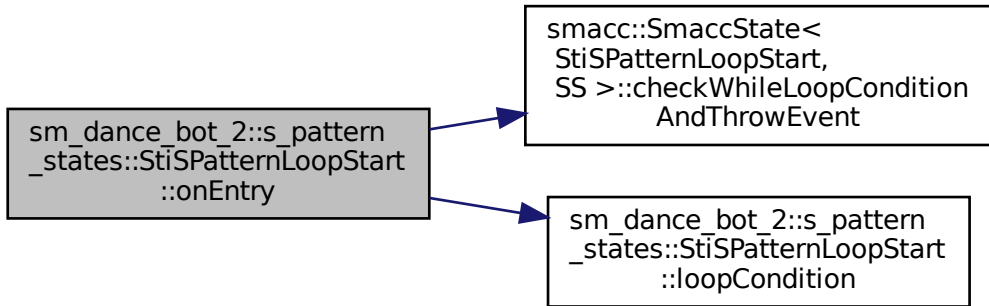 sm_dance_bot_2::s_pattern
_states::StiSPatternLoopStart
::onEntry
smacc::SmaccState<
StiSPatternLoopStart,
SS >::checkWhileLoopCondition
AndThrowEvent
sm_dance_bot_2::s_pattern
_states::StiSPatternLoopStart
::loopCondition